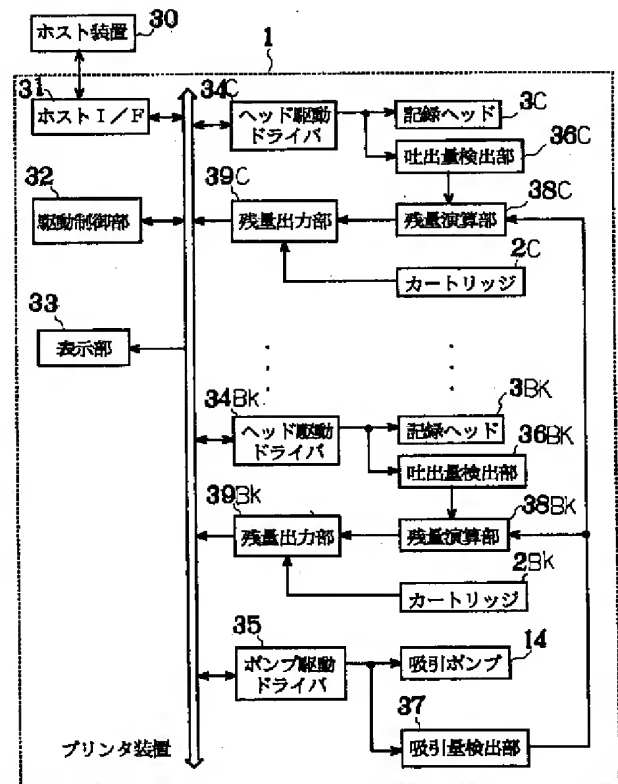 ホスト装置
30
1
31
ホストI/F
34C
ヘッド駆動
ドライバ
記録ヘッド
3C
吐出量検出部
36C
32
駆動制御部
39C
残量出力部
残量演算部
38C
カートリッジ
2C
33
表示部
34Bk
ヘッド駆動
ドライバ
記録ヘッド
3BK
吐出量検出部
36BK
39Bk
残量出力部
残量演算部
38BK
カートリッジ
2Bk
35
ポンプ駆動
ドライバ
吸引ポンプ
14
37
吸引量検出部
プリンタ装置